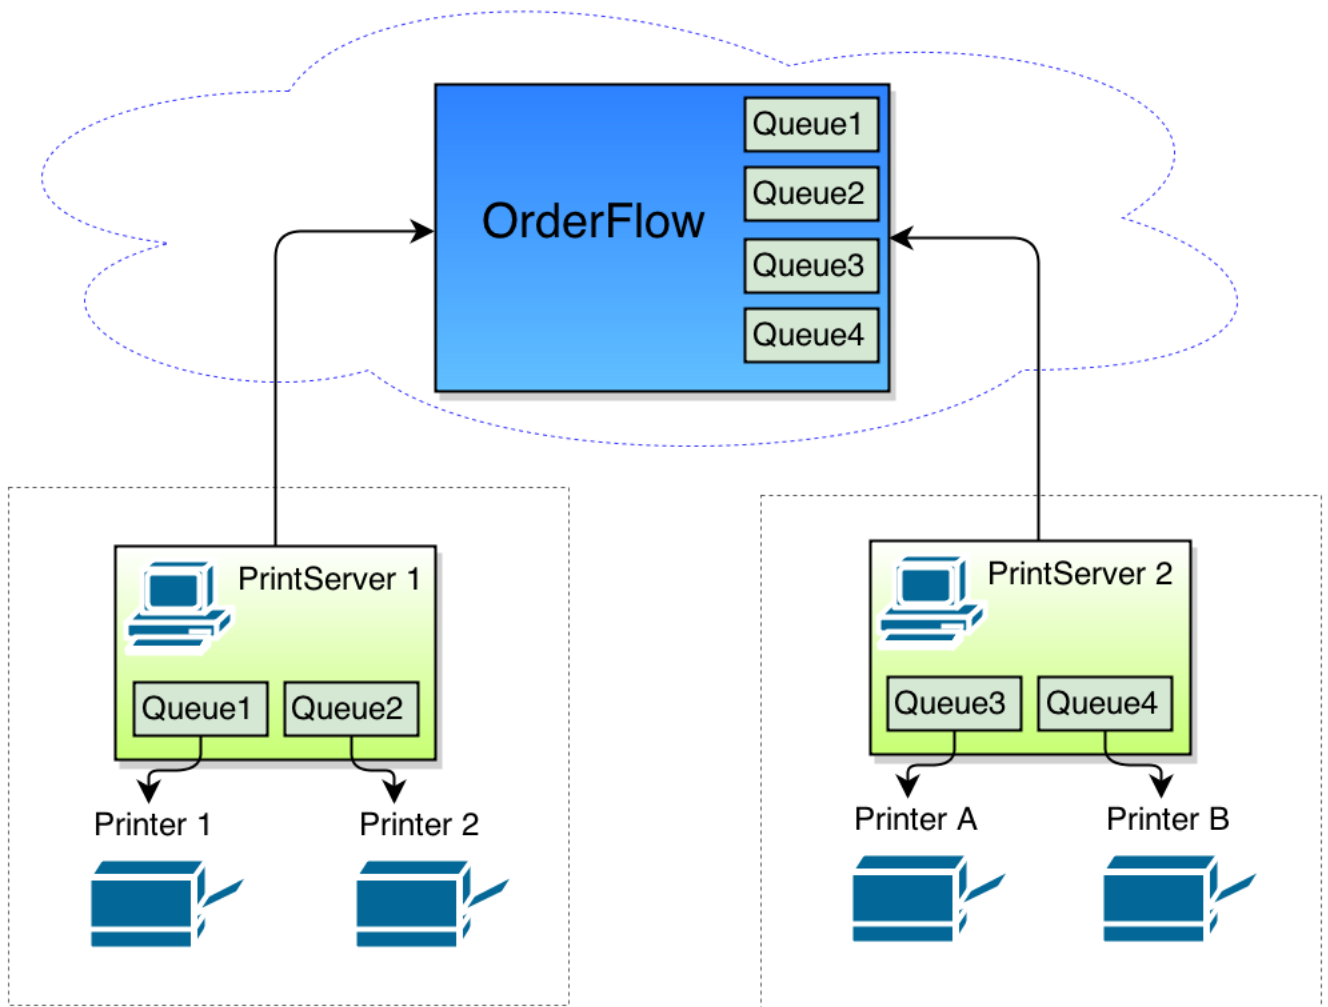 Queue1
Queue2
OrderFlow
Queue3
Queue4
PrintServer 1
Queue1 Queue2
Printer 1 Printer 2
PrintServer 2
Queue3 Queue4
Printer A Printer B